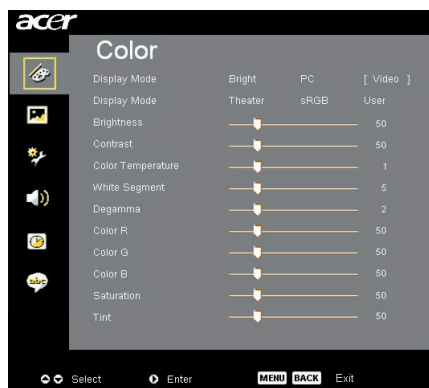 acer
Color
Display Mode Bright PC [ Video ]
Display Mode Theater sRGB User
Brightness 50
Contrast 50
Color Temperature 1
White Segment 5
Degamma 2
Color R 50
Color G 50
Color B 50
Saturation 50
Tint 50
abc
Select Enter MENU BACK Exit